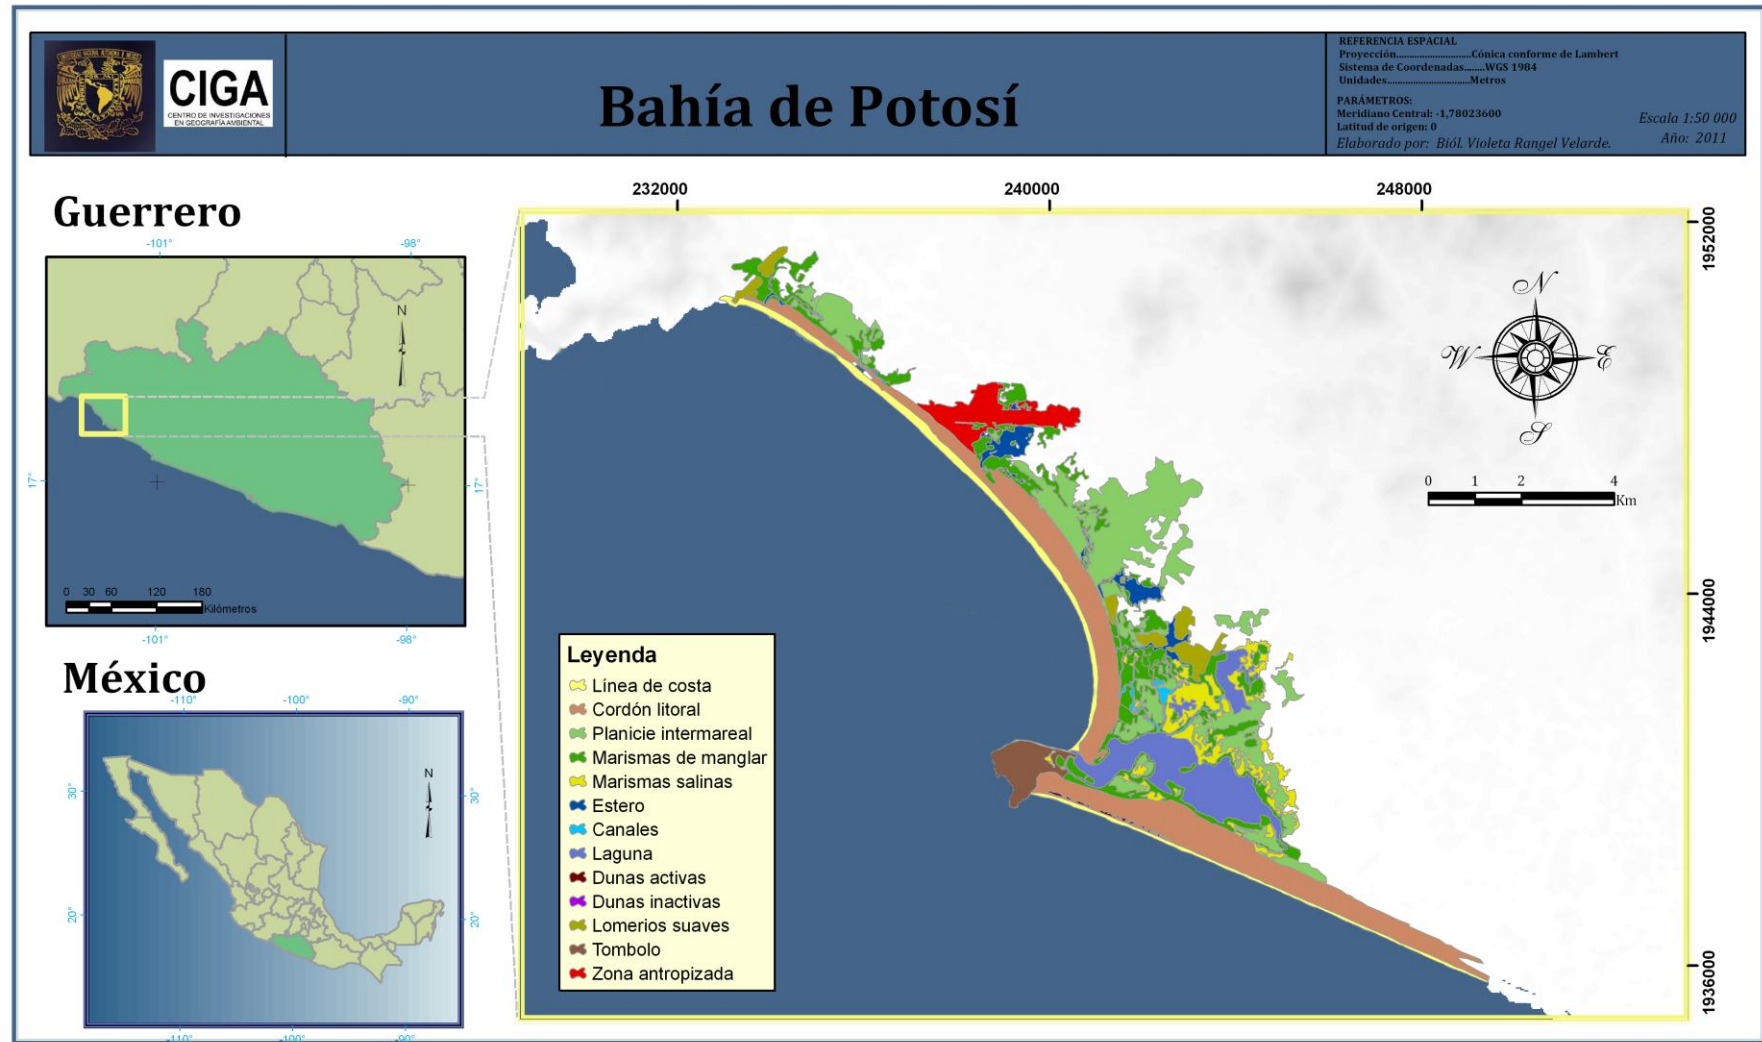 CIGA
CENTRO DE INVESTIGACIONES
EN GEOGRAFÍA AMBIENTAL
Bahía de Potosí
REFERENCIA ESPACIAL
Proyección..........................Cónica conforme de Lambert
Sistema de Coordenadas.......WGS 1984
Unidades.............................Metros
PARÁMETROS:
Meridiano Central: -1,78023600
Latitud de origen: 0
Elaborado por: Biól. Violeta Rangel Velarde.
Escala 1:50 000
Año: 2011
Guerrero
-101°
-98°
N
17°
17°
0 30 60 120 180
Kilómetros
-101°
-98°
México
-110°
-100°
-90°
N
30°
30°
20°
20°
-110°
-100°
-90°
232000
240000
248000
1952000
1944000
1936000
N
W
E
S
0 1 2 4
Km
Leyenda
Línea de costa
Cordón litoral
Planicie intermareal
Marismas de manglar
Marismas salinas
Estero
Canales
Laguna
Dunas activas
Dunas inactivas
Lomerios suaves
Tombolo
Zona antropizada